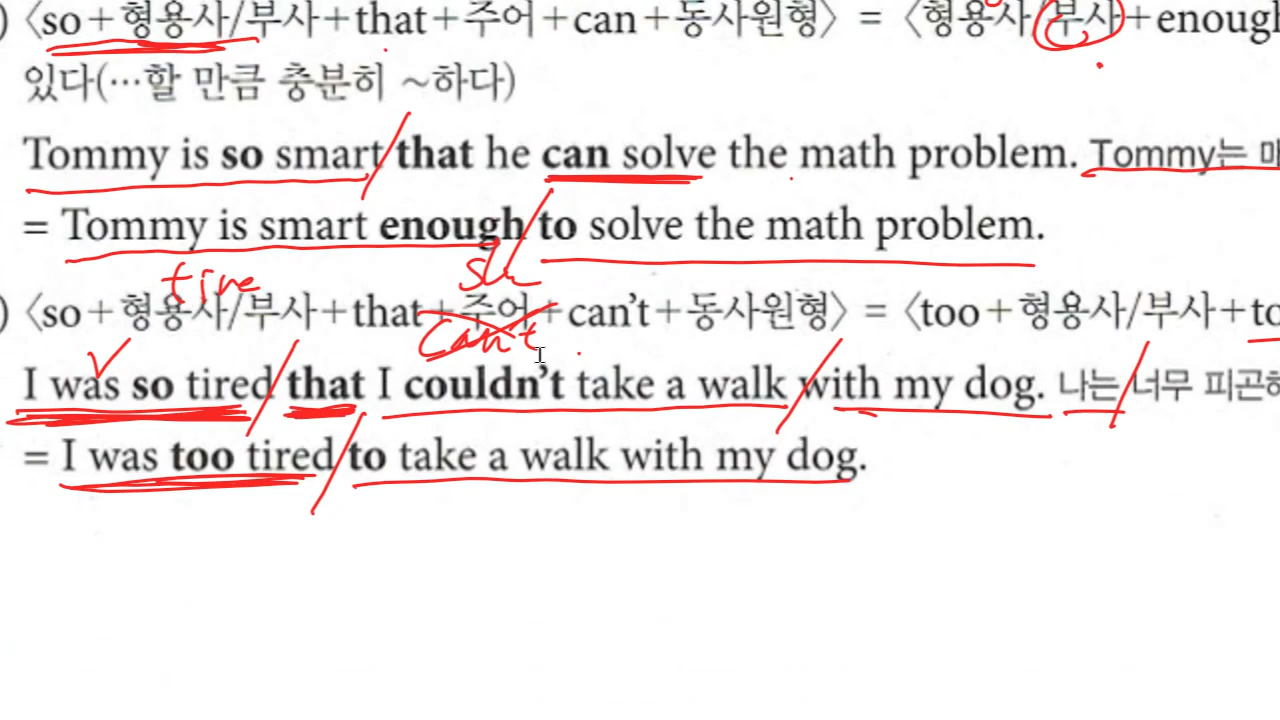 ) 〈so+형용사/부사+that+주어+can+동사원형〉 = 〈형용사/부사+enough
있다(…할 만큼 충분히 ~하다)
Tommy is so smart that he can solve the math problem. Tommy는
= Tommy is smart enough to solve the math problem.
tire
) 〈so+형용사/부사+that+주어+can't+동사원형〉 = 〈too+형용사/부사+to
can't
I was so tired that I couldn't take a walk with my dog. 나는 너무 피곤하
= I was too tired to take a walk with my dog.